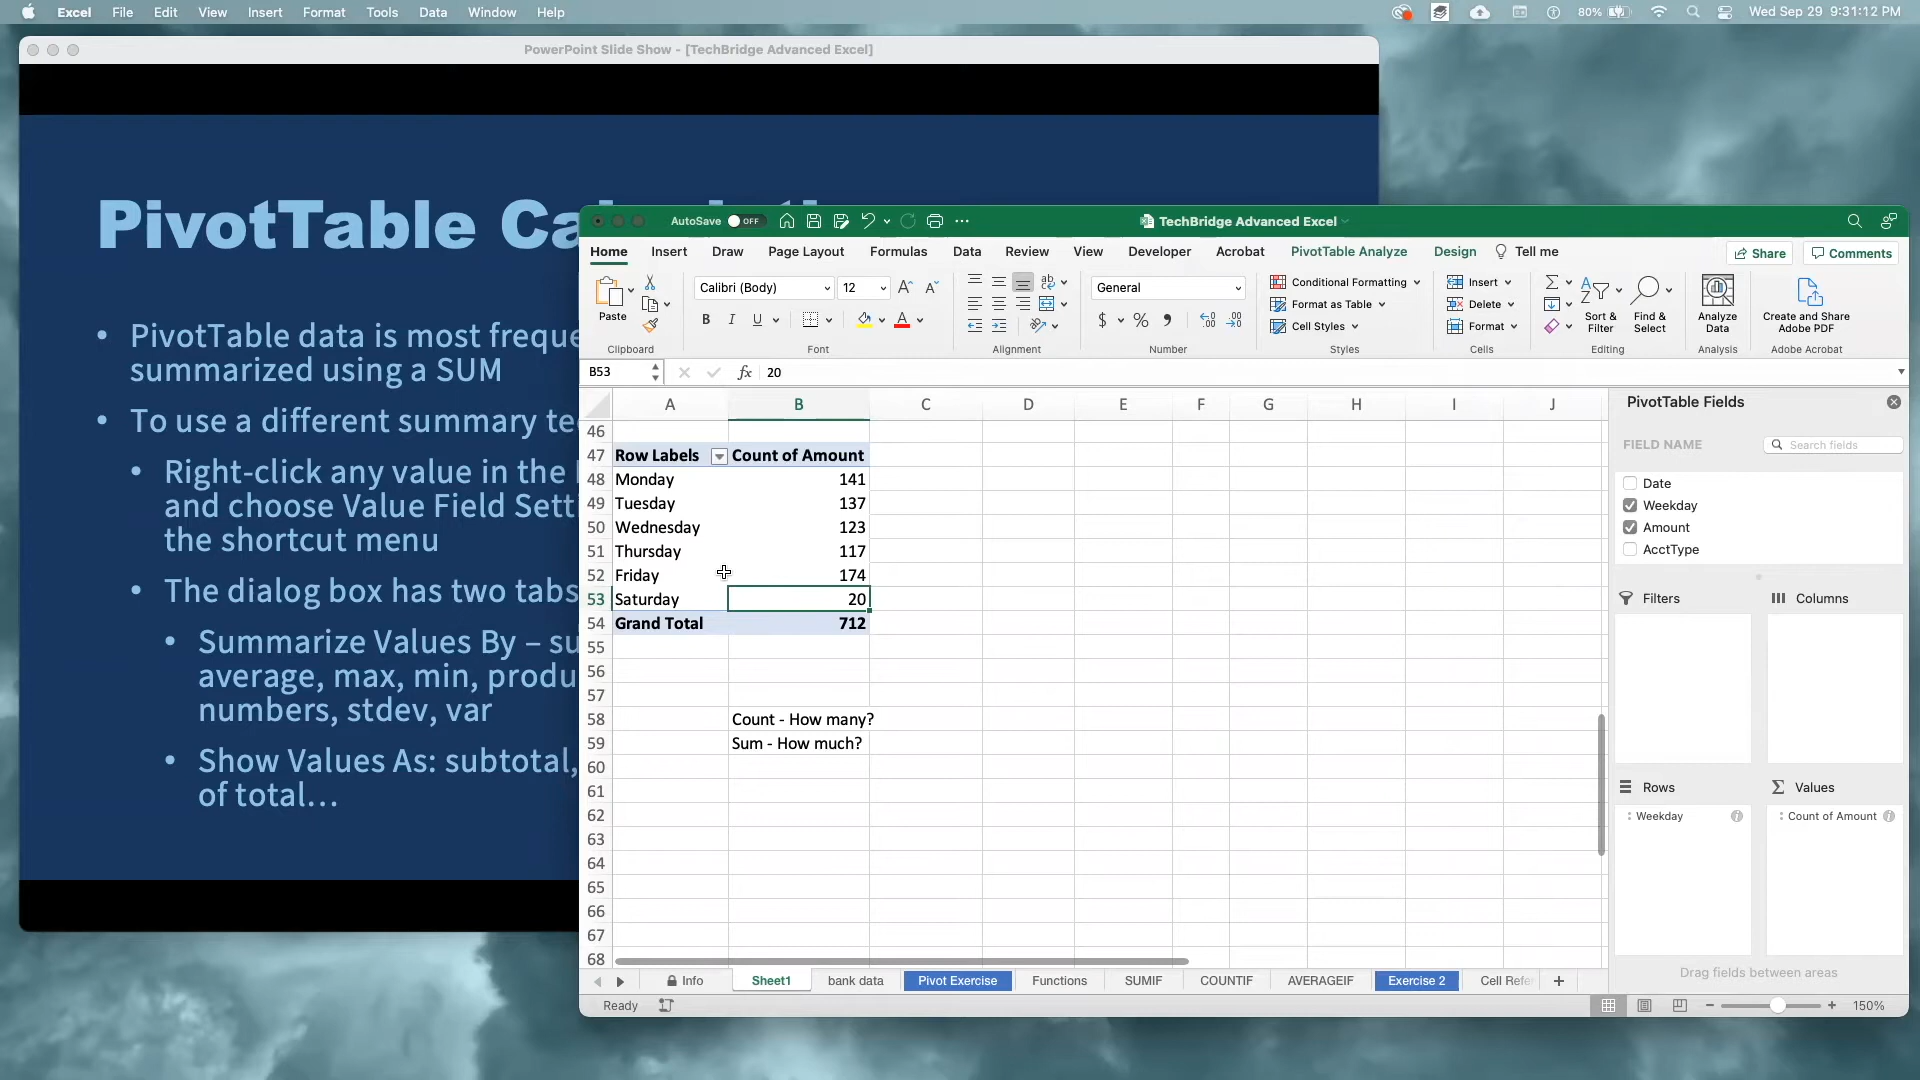 Excel File Edit View Insert Format Tools Data Window Help 80% Wed Sep 29 9:31:12 PM
PowerPoint Slide Show - [TechBridge Advanced Excel]
PivotTable
• PivotTable data is most
summarized using a SUM
• To use a different summary
• Right-click any value in the
and choose Value Field
the shortcut menu
• The dialog box has two tabs
• Summarize Values By –
average, max, min,
numbers, stdev, var
• Show Values As: subtotal,
of total...
AutoSave OFF TechBridge Advanced Excel
Home Insert Draw Page Layout Formulas Data Review View Developer Acrobat PivotTable Analyze Design Tell me Share Comments
Paste Calibri (Body) 12 General Conditional Formatting Insert
Format as Table Delete Sort & Filter Find & Select Analyze Data Create and Share Adobe PDF
B I U $ % Cell Styles Format
Clipboard Font Alignment Number Styles Cells Editing Analysis Adobe Acrobat
B53 fx 20
A B C D E F G H I J
46
47 Row Labels Count of Amount
48 Monday 141
49 Tuesday 137
50 Wednesday 123
51 Thursday 117
52 Friday 174
53 Saturday 20
54 Grand Total 712
55
56
57
58 Count - How many?
59 Sum - How much?
60
61
62
63
64
65
66
67
68
PivotTable Fields
FIELD NAME Search fields
Date
Weekday
Amount
AcctType
Filters Columns
Rows Values
Weekday Count of Amount
Drag fields between areas
Info Sheet1 bank data Pivot Exercise Functions SUMIF COUNTIF AVERAGEIF Exercise 2 Cell Refer
Ready 150%